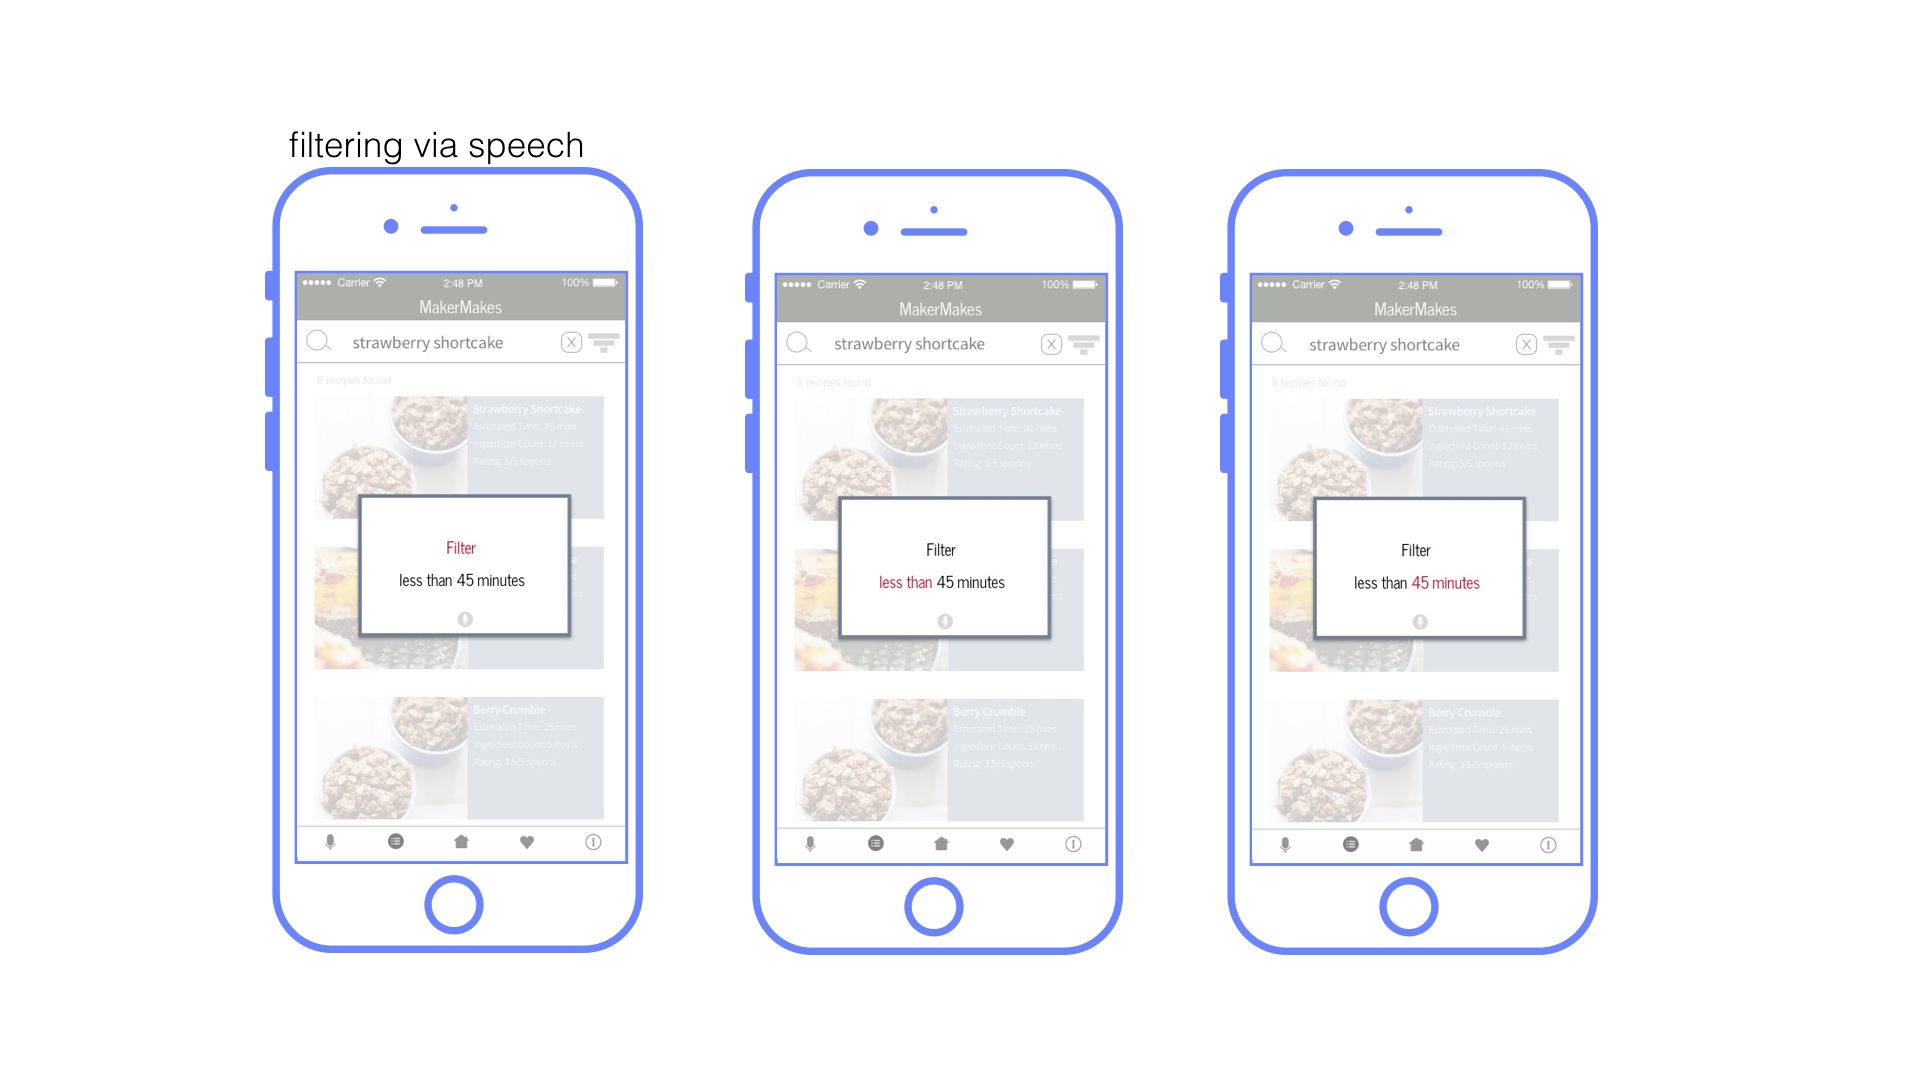 filtering via speech
Carrier 2:48 PM 100%
MakerMakes
strawberry shortcake X
8 recipes found
Strawberry Shortcake
Estimated Time: 45 mins
Ingredient Count: 12 items
Rating: 5/5 spoons
Filter
less than 45 minutes
Berry Crumble
Estimated Time: 25 mins
Ingredient Count: 5 items
Rating: 3.5/5 spoons
Carrier 2:48 PM 100%
MakerMakes
strawberry shortcake X
8 recipes found
Strawberry Shortcake
Estimated Time: 45 mins
Ingredient Count: 12 items
Rating: 5/5 spoons
Filter
less than 45 minutes
Berry Crumble
Estimated Time: 25 mins
Ingredient Count: 5 items
Rating: 3.5/5 spoons
Carrier 2:48 PM 100%
MakerMakes
strawberry shortcake X
8 recipes found
Strawberry Shortcake
Estimated Time: 45 mins
Ingredient Count: 12 items
Rating: 5/5 spoons
Filter
less than 45 minutes
Berry Crumble
Estimated Time: 25 mins
Ingredient Count: 5 items
Rating: 3.5/5 spoons